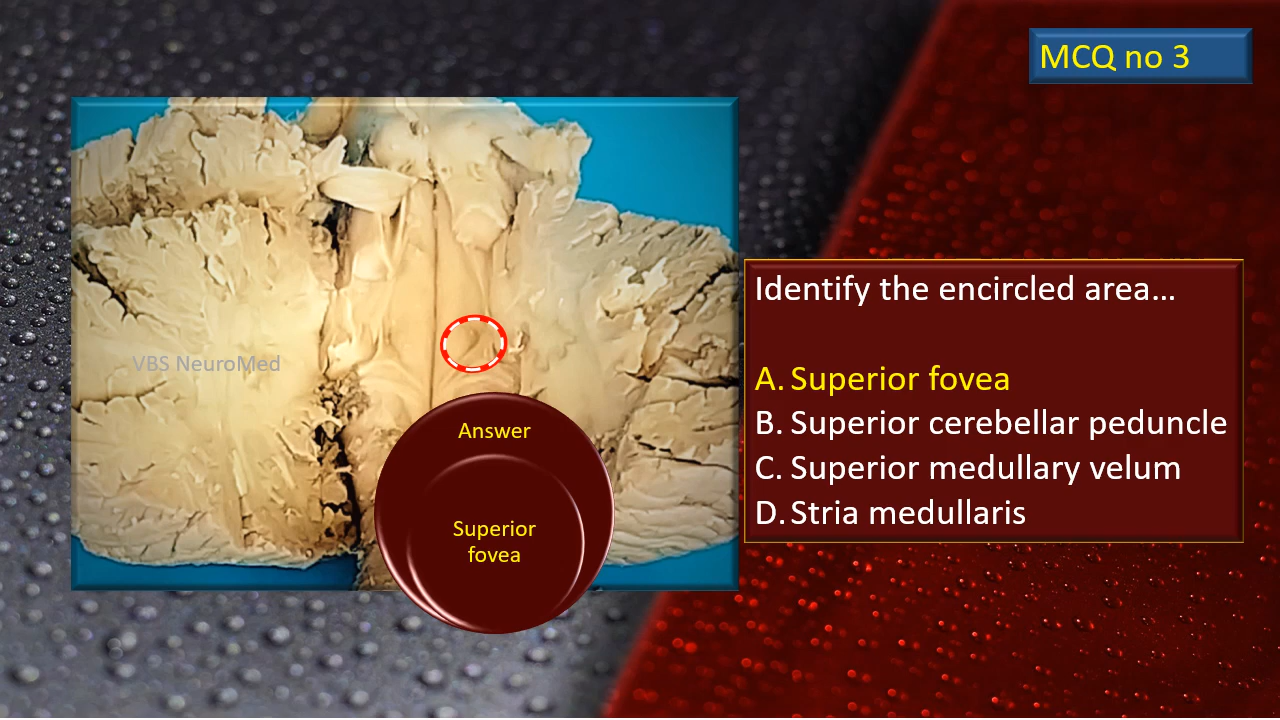 MCQ no 3
VBS NeuroMed
Identify the encircled area...
A. Superior fovea
B. Superior cerebellar peduncle
C. Superior medullary velum
D. Stria medullaris
Answer
Superior
fovea